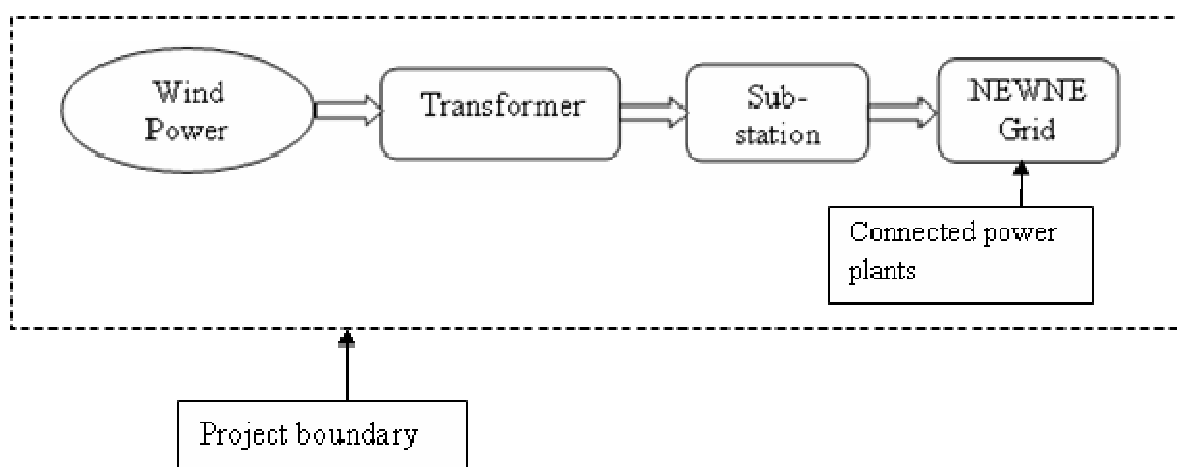 Wind
Power
Transformer
Sub-
station
NEWNE
Grid
Connected power
plants
Project boundary